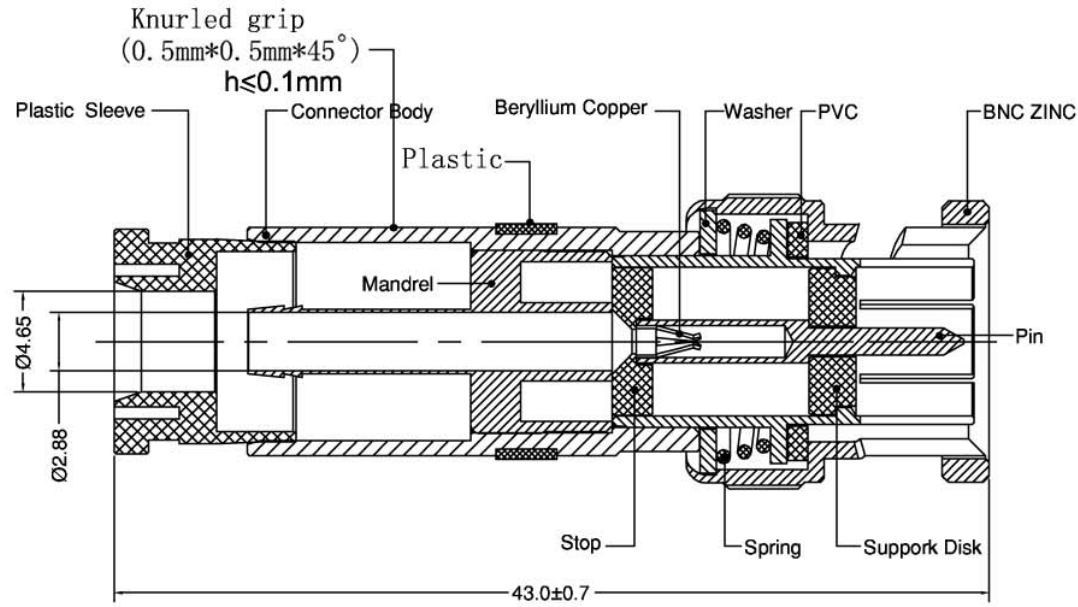 Knurled grip
(0.5mm*0.5mm*45°)
h≤0.1mm
Plastic Sleeve
Connector Body
Beryllium Copper
Washer
PVC
BNC ZINC
Plastic
Mandrel
Pin
Ø4.65
Ø2.88
Stop
Spring
Suppork Disk
43.0±0.7